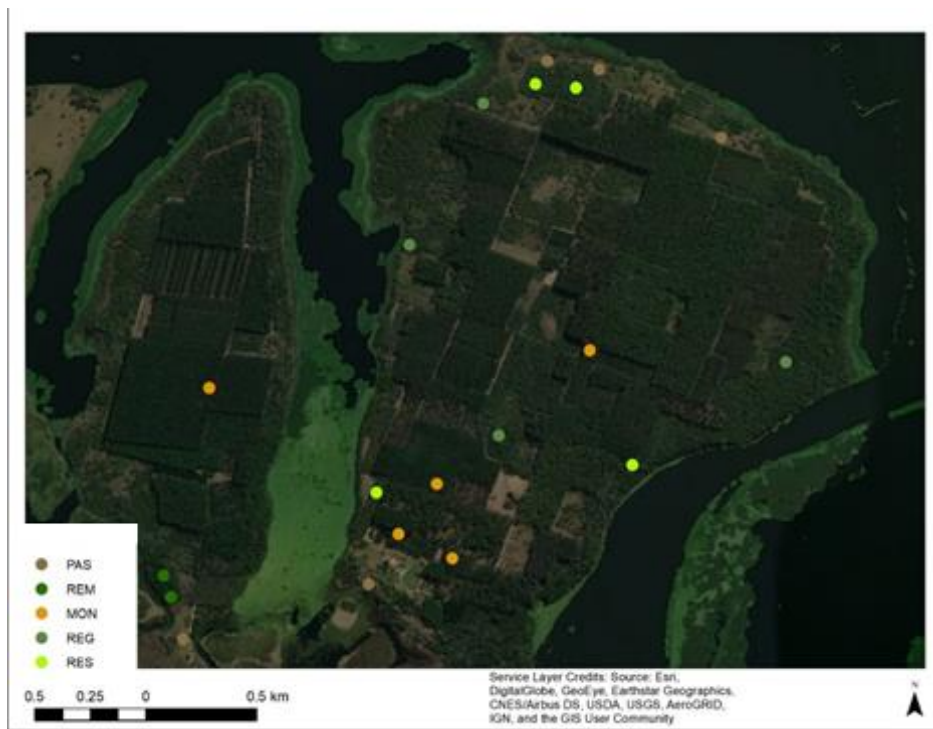 PAS
REM
MON
REG
RES
0.5 0.25 0 0.5 km
Service Layer Credits: Source: Esri,
DigitalGlobe, GeoEye, Earthstar Geographics,
CNES/Airbus DS, USDA, USGS, AeroGRID,
IGN, and the GIS User Community
N